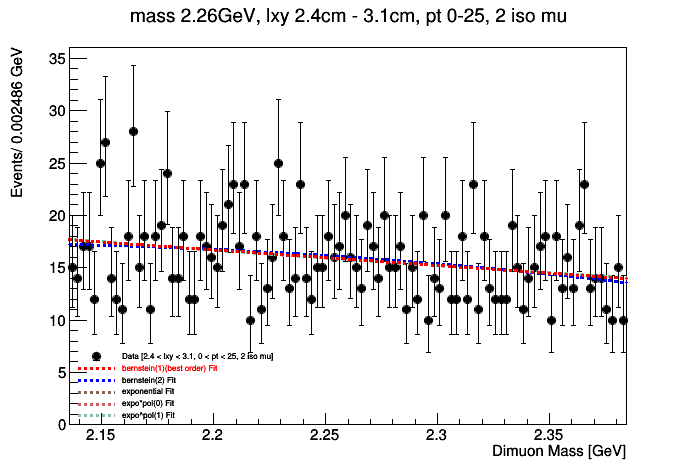 mass 2.26GeV, lxy 2.4cm - 3.1cm, pt 0-25, 2 iso mu
Events/ 0.002486 GeV
35
30
25
20
15
10
5
0
Data [2.4 < lxy < 3.1, 0 < pt < 25, 2 iso mu]
bernstein(1)(best order) Fit
bernstein(2) Fit
exponential Fit
expo*pol(0) Fit
expo*pol(1) Fit
2.15 2.2 2.25 2.3 2.35
Dimuon Mass [GeV]